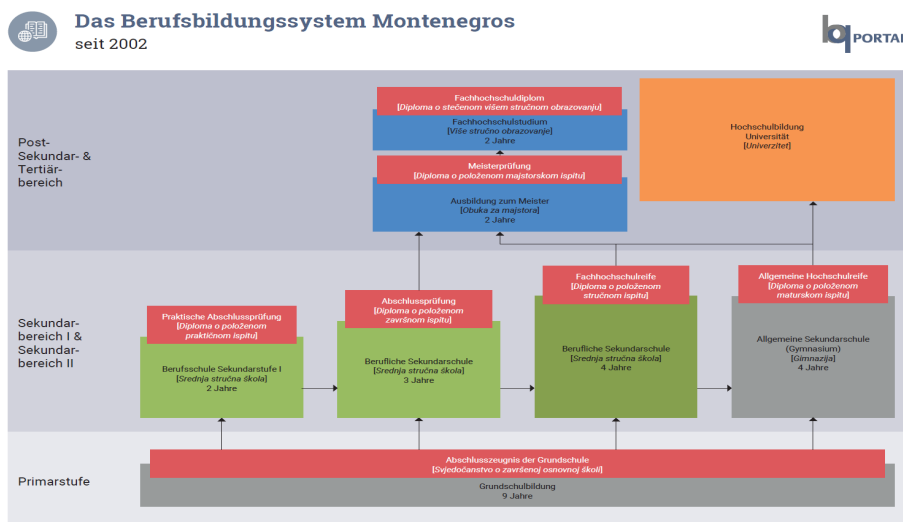 Das Berufsbildungssystem Montenegros
seit 2002
bq PORTAL
Post-
Sekundar- &
Tertiär-
bereich
Fachhochschuldiplom
[Diploma o stečenom višem stručnom obrazovanju]
Fachhochschulstudium
[Više stručno obrazovanje]
2 Jahre
Meisterprüfung
[Diploma o položenom majstorskom ispitu]
Ausbildung zum Meister
[Obuka za majstora]
2 Jahre
Hochschulbildung
Universität
[Univerzitet]
Sekundar-
bereich I &
Sekundar-
bereich II
Praktische Abschlussprüfung
[Diploma o položenom
praktičnom ispitu]
Berufsschule Sekundarstufe I
[Srednja stručna škola]
2 Jahre
Abschlussprüfung
[Diploma o položenom
završnom ispitu]
Berufliche Sekundarschule
[Srednja stručna škola]
3 Jahre
Fachhochschulreife
[Diploma o položenom
stručnom ispitu]
Berufliche Sekundarschule
[Srednja stručna škola]
4 Jahre
Allgemeine Hochschulreife
[Diploma o položenom
maturskom ispitu]
Allgemeine Sekundarschule
(Gymnasium)
[Gimnazija]
4 Jahre
Primarstufe
Abschlusszeugnis der Grundschule
[Svjedočanstvo o završenoj osnovnoj školi]
Grundschulbildung
9 Jahre